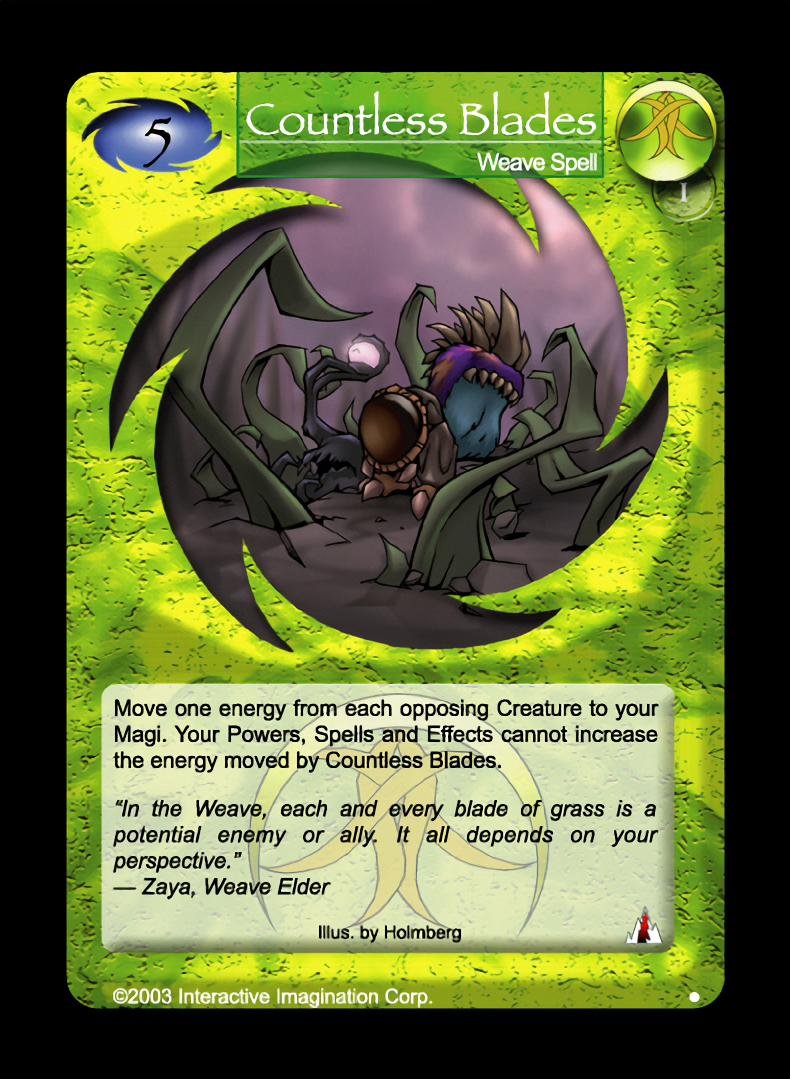 5
Countless Blades
Weave Spell
I
Move one energy from each opposing Creature to your
Magi. Your Powers, Spells and Effects cannot increase
the energy moved by Countless Blades.
“In the Weave, each and every blade of grass is a
potential enemy or ally. It all depends on your
perspective.”
— Zaya, Weave Elder
Illus. by Holmberg
©2003 Interactive Imagination Corp.